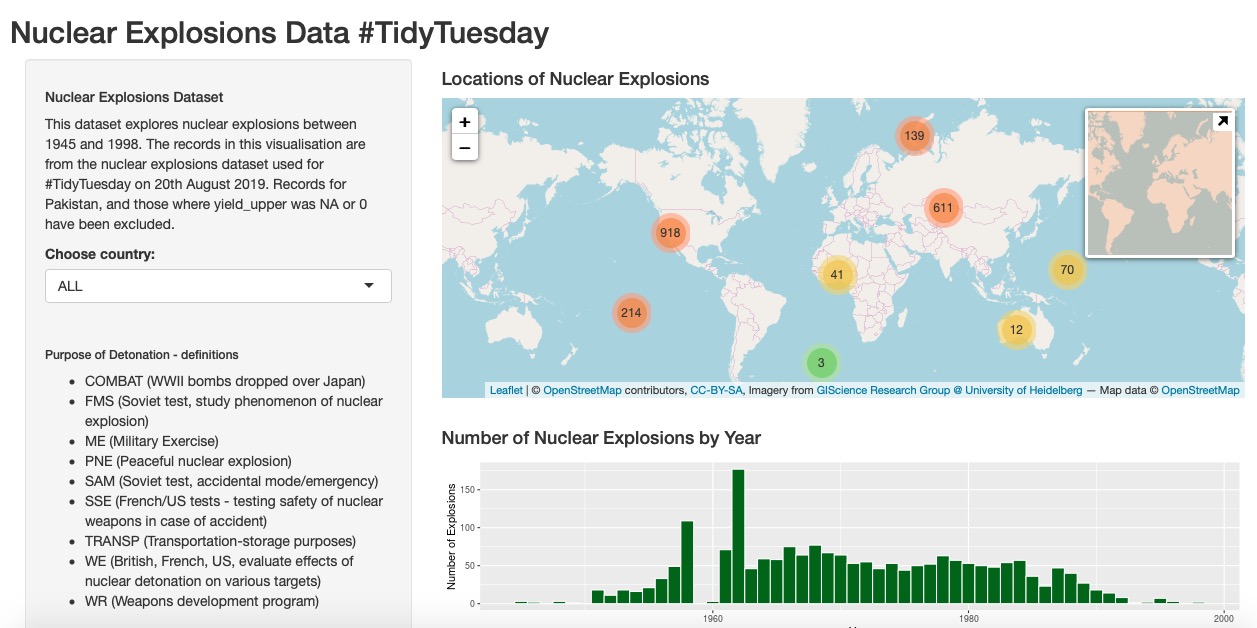 Nuclear Explosions Data #TidyTuesday
Nuclear Explosions Dataset
This dataset explores nuclear explosions between
1945 and 1998. The records in this visualisation are
from the nuclear explosions dataset used for
#TidyTuesday on 20th August 2019. Records for
Pakistan, and those where yield_upper was NA or 0
have been excluded.
Choose country:
ALL
Purpose of Detonation - definitions
• COMBAT (WWII bombs dropped over Japan)
• FMS (Soviet test, study phenomenon of nuclear
explosion)
• ME (Military Exercise)
• PNE (Peaceful nuclear explosion)
• SAM (Soviet test, accidental mode/emergency)
• SSE (French/US tests - testing safety of nuclear
weapons in case of accident)
• TRANSP (Transportation-storage purposes)
• WE (British, French, US, evaluate effects of
nuclear detonation on various targets)
• WR (Weapons development program)
Locations of Nuclear Explosions
+
−
139
611
918
41
70
214
12
3
Leaflet | © OpenStreetMap contributors, CC-BY-SA, Imagery from GIScience Research Group @ University of Heidelberg — Map data © OpenStreetMap
Number of Nuclear Explosions by Year
Number of Explosions
150
100
50
0
1960
1980
2000